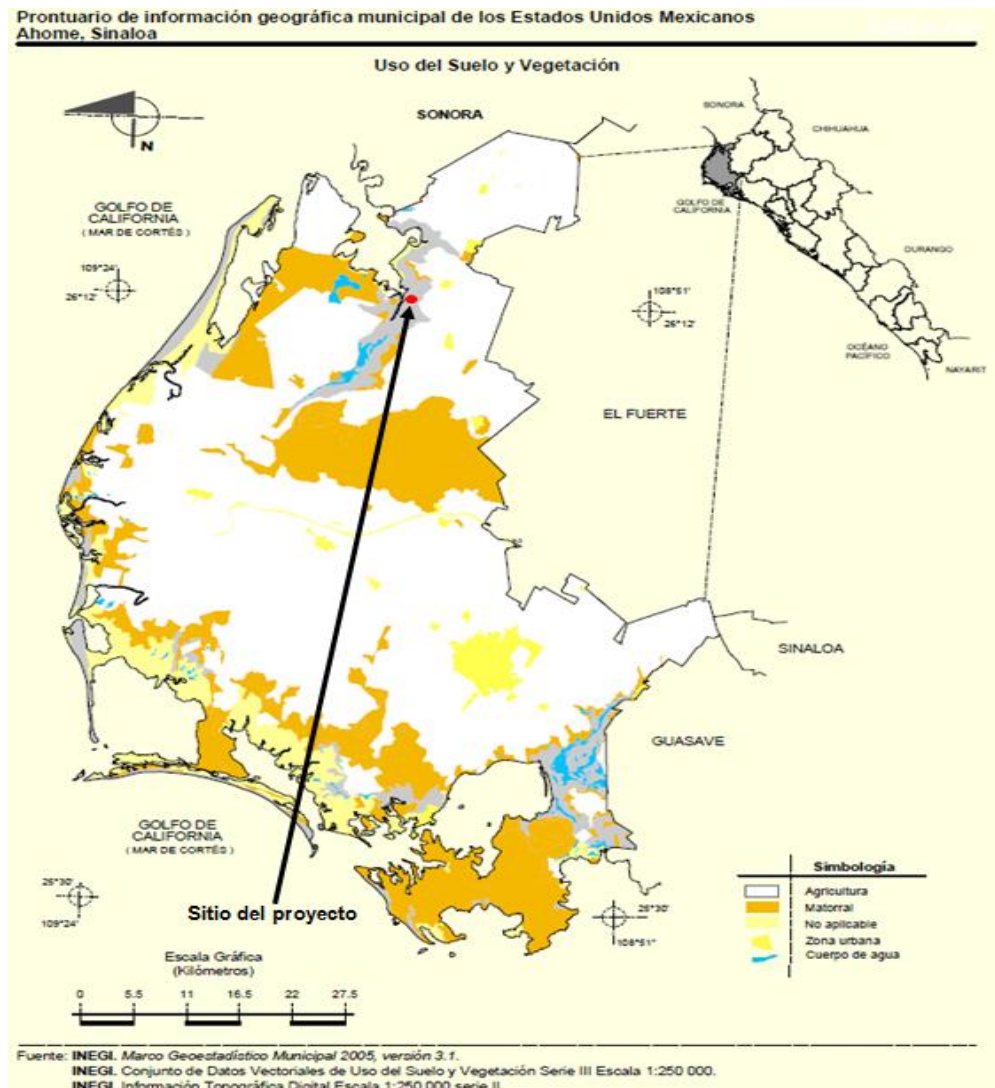 Prontuario de información geográfica municipal de los Estados Unidos Mexicanos
Ahome, Sinaloa
Uso del Suelo y Vegetación
N
SONORA
SONORA
CHIHUAHUA
GOLFO DE
CALIFORNIA
DURANGO
OCÉANO
PACÍFICO
NAYARIT
GOLFO DE
CALIFORNIA
( MAR DE CORTÉS )
109°24'
26°12'
108°51'
26°12'
EL FUERTE
SINALOA
GUASAVE
GOLFO DE
CALIFORNIA
( MAR DE CORTÉS )
25°30'
109°24'
Sitio del proyecto
25°30'
108°51'
Simbología
Agricultura
Matorral
No aplicable
Zona urbana
Cuerpo de agua
Escala Gráfica
(Kilómetros)
0 5.5 11 16.5 22 27.5
Fuente: INEGI. Marco Geoestadístico Municipal 2005, versión 3.1.
INEGI. Conjunto de Datos Vectoriales de Uso del Suelo y Vegetación Serie III Escala 1:250 000.
INEGI. Información Topográfica Digital Escala 1:250 000 serie II.